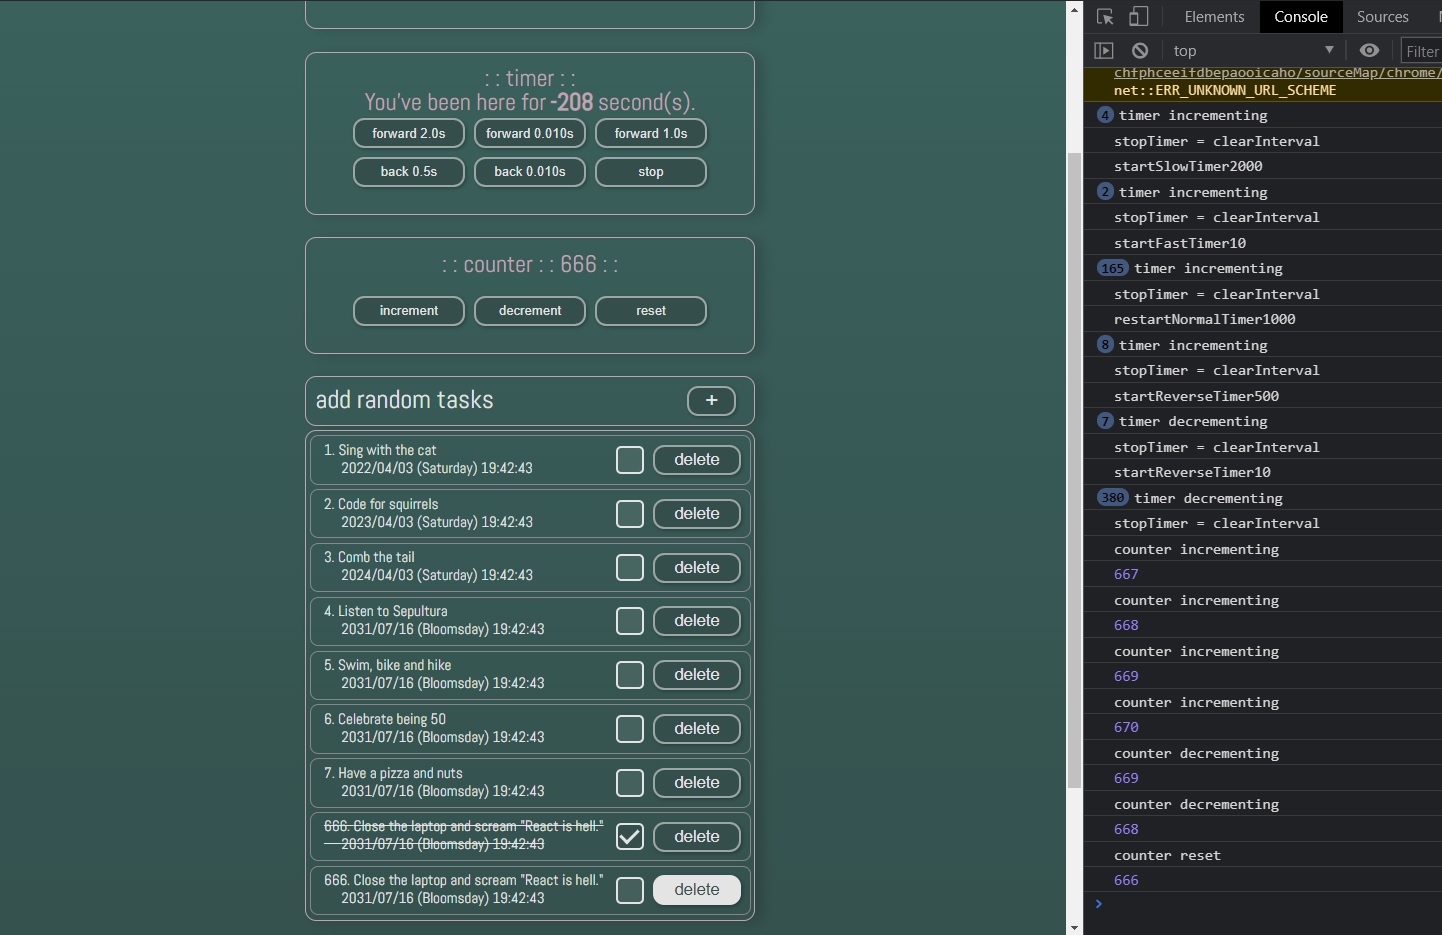 : : timer : :
You've been here for -208 second(s).
forward 2.0s forward 0.010s forward 1.0s
back 0.5s back 0.010s stop
: : counter : : 666 : :
increment decrement reset
add random tasks +
1. Sing with the cat
2022/04/03 (Saturday) 19:42:43
delete
2. Code for squirrels
2023/04/03 (Saturday) 19:42:43
delete
3. Comb the tail
2024/04/03 (Saturday) 19:42:43
delete
4. Listen to Sepultura
2031/07/16 (Bloomsday) 19:42:43
delete
5. Swim, bike and hike
2031/07/16 (Bloomsday) 19:42:43
delete
6. Celebrate being 50
2031/07/16 (Bloomsday) 19:42:43
delete
7. Have a pizza and nuts
2031/07/16 (Bloomsday) 19:42:43
delete
666. Close the laptop and scream "React is hell."
2031/07/16 (Bloomsday) 19:42:43
delete
666. Close the laptop and scream "React is hell."
2031/07/16 (Bloomsday) 19:42:43
delete
Elements Console Sources
top Filter
chfphceeifdbepaooicaho/sourceMap/chrome/
net::ERR_UNKNOWN_URL_SCHEME
4 timer incrementing
stopTimer = clearInterval
startSlowTimer2000
2 timer incrementing
stopTimer = clearInterval
startFastTimer10
165 timer incrementing
stopTimer = clearInterval
restartNormalTimer1000
8 timer incrementing
stopTimer = clearInterval
startReverseTimer500
7 timer decrementing
stopTimer = clearInterval
startReverseTimer10
380 timer decrementing
stopTimer = clearInterval
counter incrementing
667
counter incrementing
668
counter incrementing
669
counter incrementing
670
counter decrementing
669
counter decrementing
668
counter reset
666